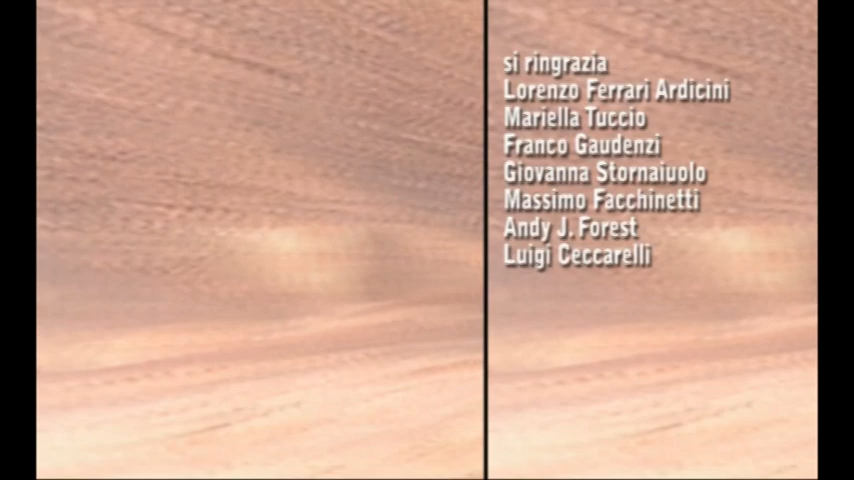 si ringrazia
Lorenzo Ferrari Ardicini
Mariella Tuccio
Franco Gaudenzi
Giovanna Stornaiuolo
Massimo Facchinetti
Andy J. Forest
Luigi Ceccarelli